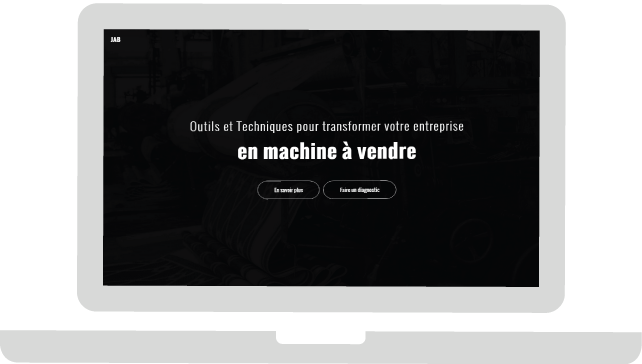 JAB
Outils et Techniques pour transformer votre entreprise
en machine à vendre
En savoir plus
Faire un diagnostic